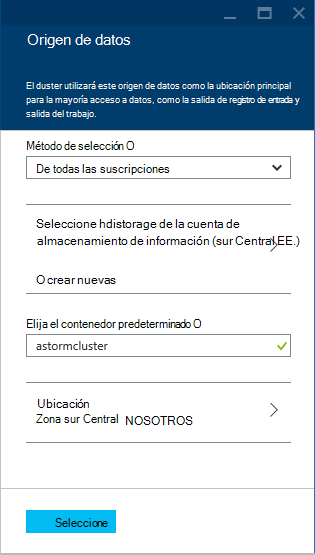 Origen de datos
El duster utilizará este origen de datos como la ubicación principal
para la mayoría acceso a datos, como la salida de registro de entrada y
salida del trabajo.
Método de selección O
De todas las suscripciones
Seleccione hdistorage de la cuenta de
almacenamiento de información (sur Central EE.)
O crear nuevas
Elija el contenedor predeterminado O
astormcluster
Ubicación
Zona sur Central NOSOTROS
Seleccione